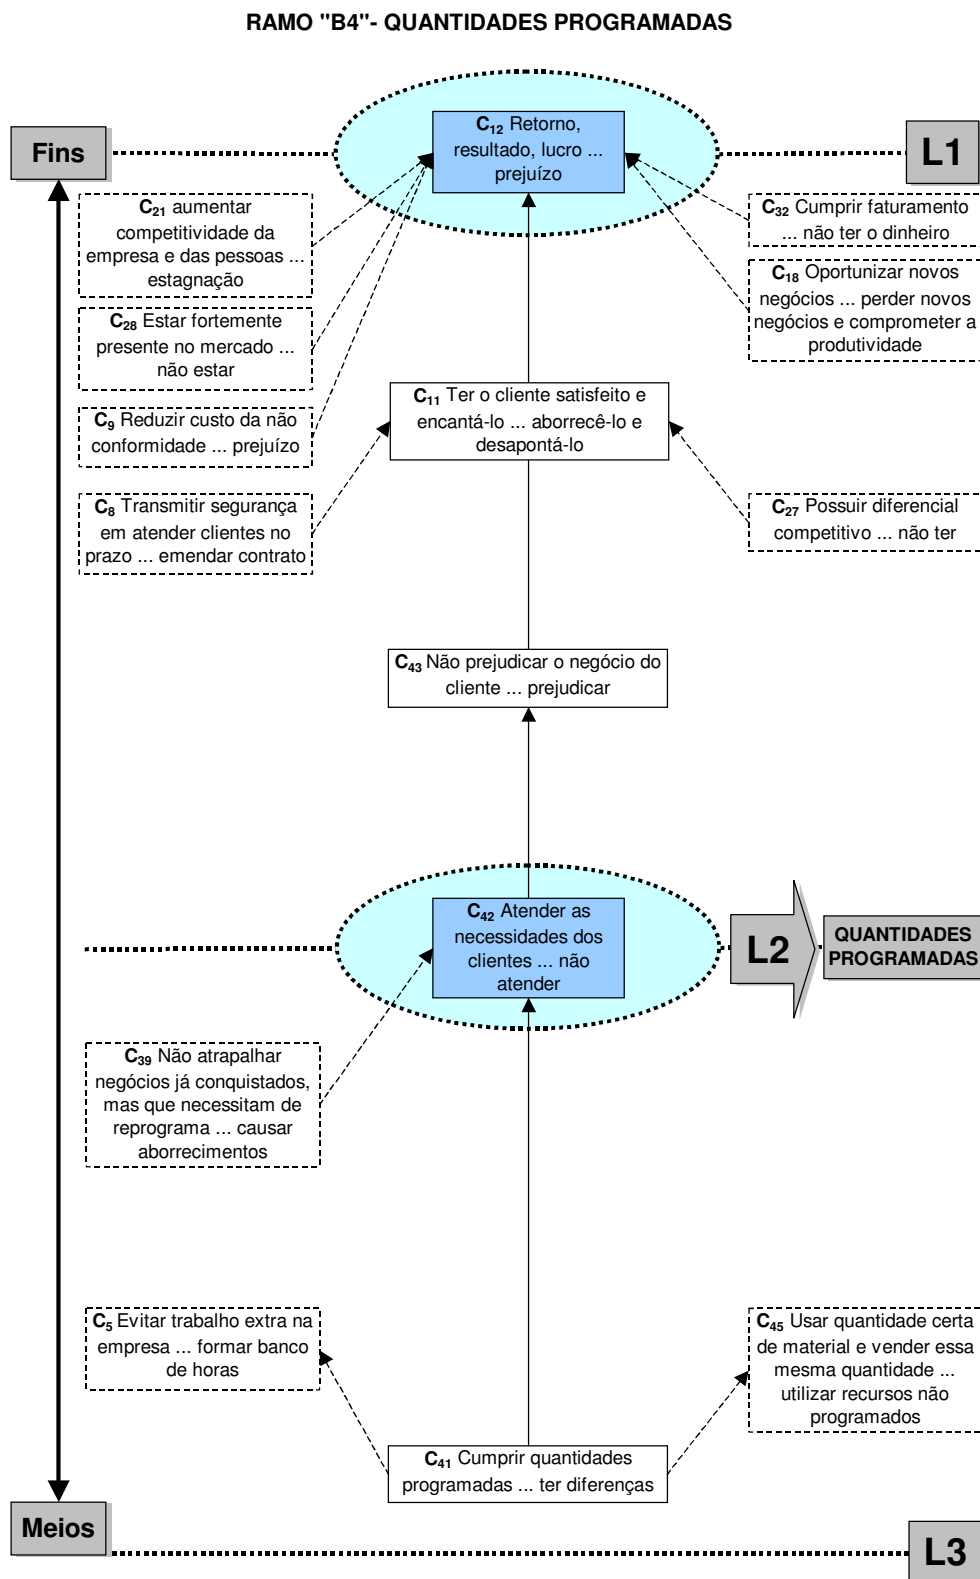 RAMO "B4"- QUANTIDADES PROGRAMADAS
C12 Retorno,
resultado, lucro ...
prejuízo
Fins
L1
C21 aumentar
competitividade da
empresa e das pessoas ...
estagnação
C32 Cumprir faturamento
... não ter o dinheiro
C18 Oportunizar novos
negócios ... perder novos
negócios e comprometer a
produtividade
C28 Estar fortemente
presente no mercado ...
não estar
C11 Ter o cliente satisfeito e
encantá-lo ... aborrecê-lo e
desapontá-lo
C9 Reduzir custo da não
conformidade ... prejuízo
C8 Transmitir segurança
em atender clientes no
prazo ... emendar contrato
C27 Possuir diferencial
competitivo ... não ter
C43 Não prejudicar o negócio do
cliente ... prejudicar
C42 Atender as
necessidades dos
clientes ... não
atender
L2
QUANTIDADES
PROGRAMADAS
C39 Não atrapalhar
negócios já conquistados,
mas que necessitam de
reprograma ... causar
aborrecimentos
C5 Evitar trabalho extra na
empresa ... formar banco
de horas
C45 Usar quantidade certa
de material e vender essa
mesma quantidade ...
utilizar recursos não
programados
C41 Cumprir quantidades
programadas ... ter diferenças
Meios
L3